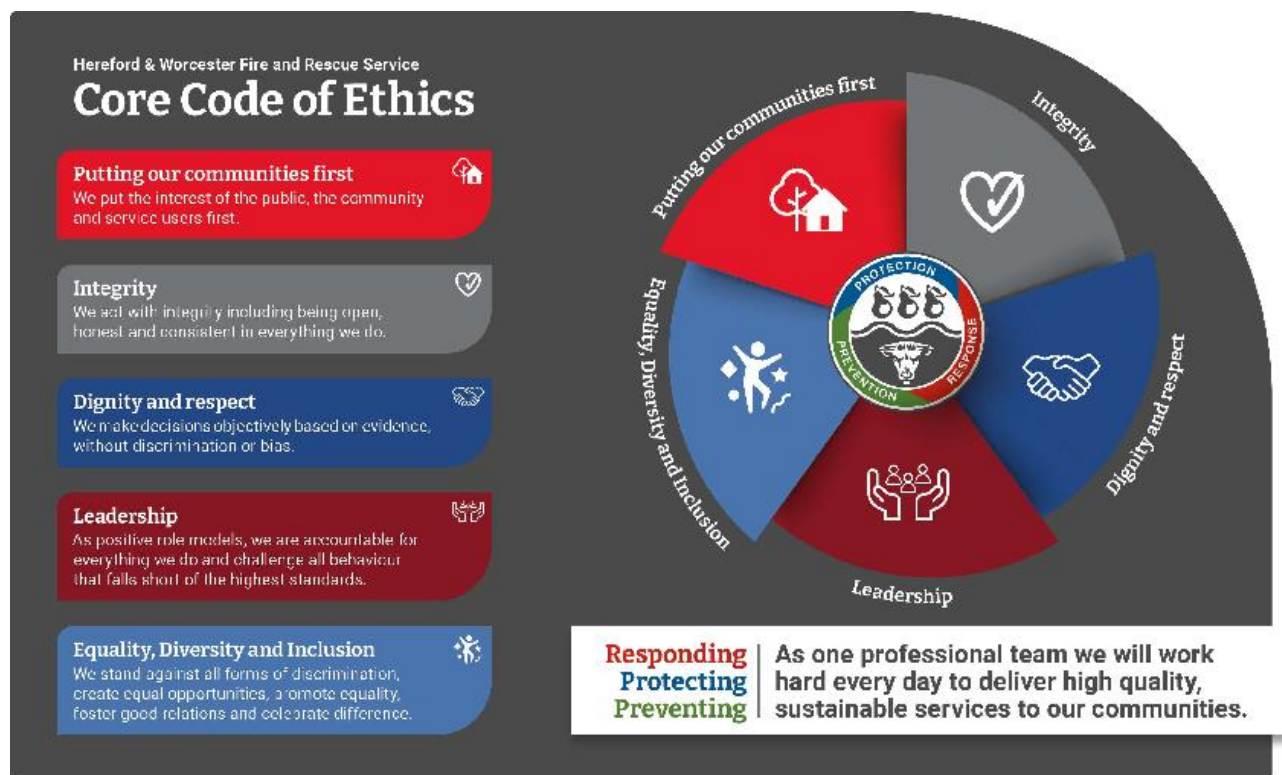 Hereford & Worcester Fire and Rescue Service
Core Code of Ethics
Putting our communities first
We put the interest of the public, the community
and service users first.
Integrity
We act with integrity including being open,
honest and consistent in everything we do.
Dignity and respect
We make decisions objectively based on evidence,
without discrimination or bias.
Leadership
As positive role models, we are accountable for
everything we do and challenge all behaviour
that falls short of the highest standards.
Equality, Diversity and Inclusion
We stand against all forms of discrimination,
create equal opportunities, promote equality,
foster good relations and celebrate difference.
Putting our communities first
Integrity
Dignity and respect
Leadership
Equality, Diversity and Inclusion
PROTECTION
RESPONSE
PREVENTION
Responding
Protecting
Preventing
As one professional team we will work
hard every day to deliver high quality,
sustainable services to our communities.